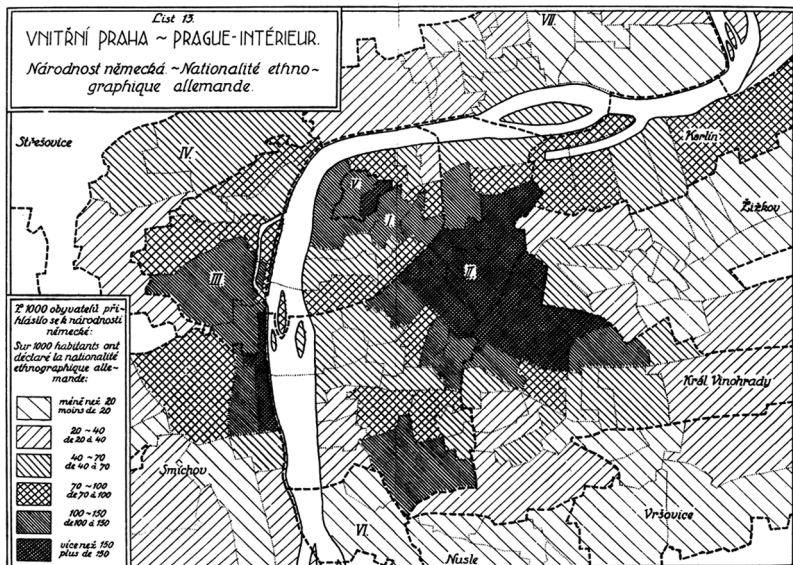 List 13.
VNITŘNÍ PRAHA ~ PRAGUE-INTÉRIEUR.
Národnost německá ~ Nationalité ethno-
graphique allemande.
VII.
Střešovice
IV.
Karlín
V.
I.
Žižkov
III.
II.
Z 1000 obyvatelů při-
hlásilo se k národnosti
německé:
Sur 1000 habitants ont
déclaré la nationalité
ethnographique alle-
mande:
méně než 20
moins de 20
20 ~ 40
de 20 à 40
40 ~ 70
de 40 à 70
70 ~ 100
de 70 à 100
100 ~ 150
de 100 à 150
více než 150
plus de 150
Král. Vinohrady
Smíchov
VI.
Vršovice
Nusle